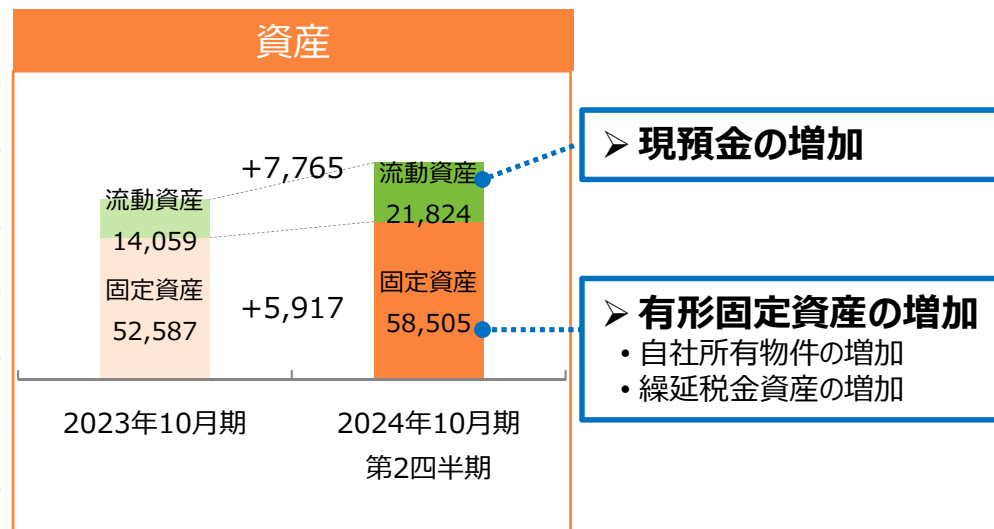 資産
+7,765
流動資産
14,059
固定資産
52,587
+5,917
流動資産
21,824
固定資産
58,505
2023年10月期
2024年10月期
第2四半期
➢ 現預金の増加
➢ 有形固定資産の増加
• 自社所有物件の増加
• 繰延税金資産の増加